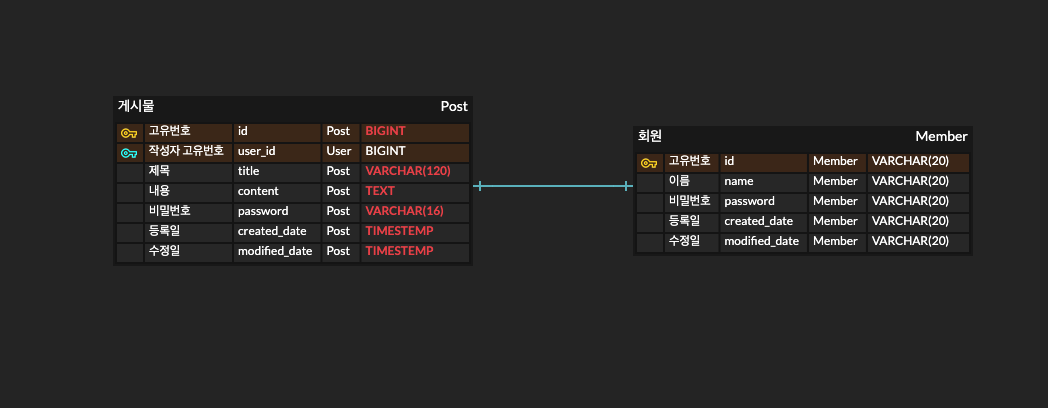 게시물 Post
고유번호 id Post BIGINT
작성자 고유번호 user_id User BIGINT
제목 title Post VARCHAR(120)
내용 content Post TEXT
비밀번호 password Post VARCHAR(16)
등록일 created_date Post TIMESTEMP
수정일 modified_date Post TIMESTEMP
회원 Member
고유번호 id Member VARCHAR(20)
이름 name Member VARCHAR(20)
비밀번호 password Member VARCHAR(20)
등록일 created_date Member VARCHAR(20)
수정일 modified_date Member VARCHAR(20)